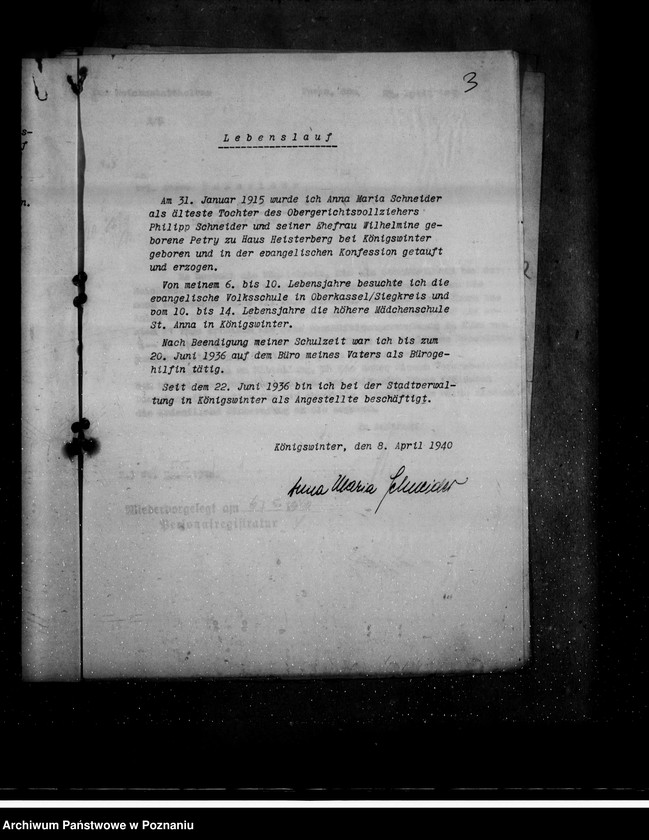 3
Lebenslauf
Am 31. Januar 1915 wurde ich Anna Maria Schneider
als älteste Tochter des Obergerichtsvollziehers
Philipp Schneider und seiner Ehefrau Wilhelmine ge-
borene Petry zu Haus Heisterberg bei Königswinter
geboren und in der evangelischen Konfession getauft
und erzogen.
Von meinem 6. bis 10. Lebensjahre besuchte ich die
evangelische Volksschule in Oberkassel/Siegkreis und
vom 10. bis 14. Lebensjahre die höhere Mädchenschule
St. Anna in Königswinter.
Nach Beendigung meiner Schulzeit war ich bis zum
20. Juni 1936 auf dem Büro meines Vaters als Büroge-
hilfin tätig.
Seit dem 22. Juni 1936 bin ich bei der Stadtverwal-
tung in Königswinter als Angestellte beschäftigt.
Königswinter, den 8. April 1940
Anna Maria Schneider
Wiedervorgelegt am
Personalregistratur
Archiwum Państwowe w Poznaniu